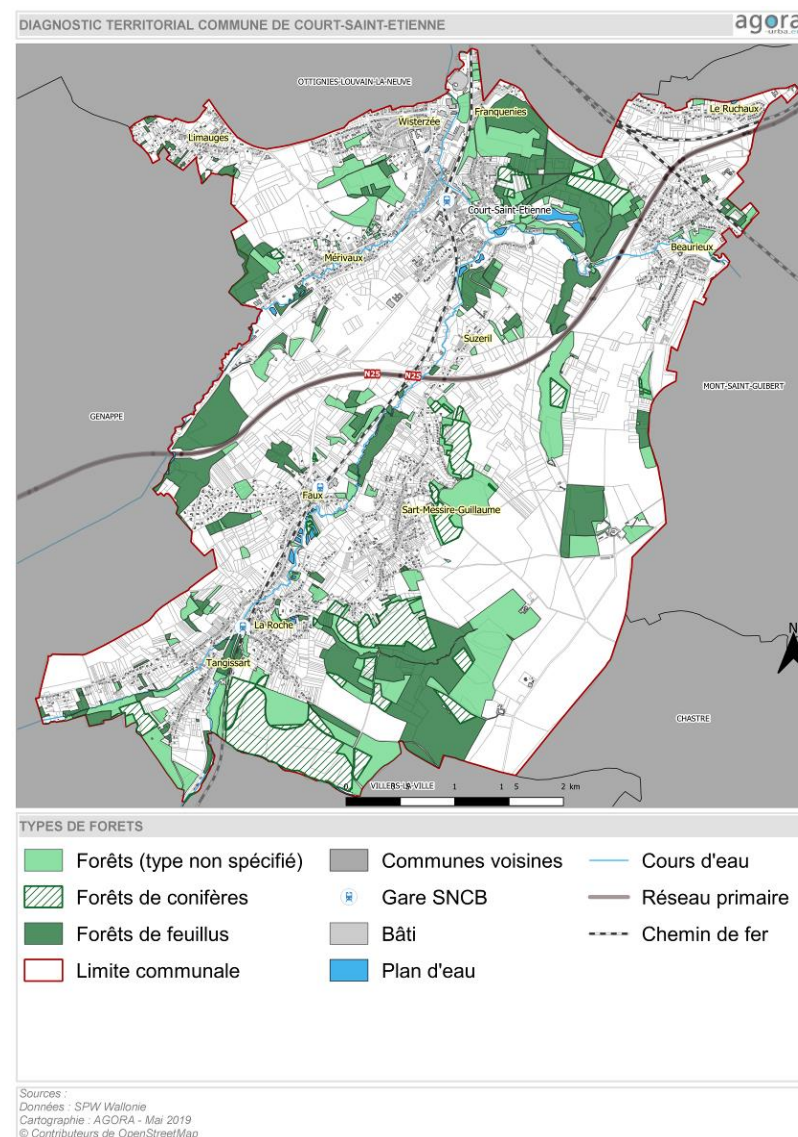 DIAGNOSTIC TERRITORIAL COMMUNE DE COURT-SAINT-ETIENNE
agora
OTTIGNIES-LOUVAIN-LA-NEUVE
Le Ruchaux
Franquenies
Wisterzée
Limauges
Court-Saint-Etienne
Beaurieux
Mérivaux
Suzeril
N25
N25
MONT-SAINT-GUIBERT
GENAPPE
Faux
Sart-Messire-Guillaume
La Roche
N
Tangissart
CHASTRE
VILLERS-LA-VILLE
0 0 5 1 1 5 2 km
TYPES DE FORETS
Forêts (type non spécifié)
Forêts de conifères
Forêts de feuillus
Limite communale
Communes voisines
Gare SNCB
Bâti
Plan d'eau
Cours d'eau
Réseau primaire
Chemin de fer
Sources :
Données : SPW Wallonie
Cartographie : AGORA - Mai 2019
© Contributeurs de OpenStreetMap